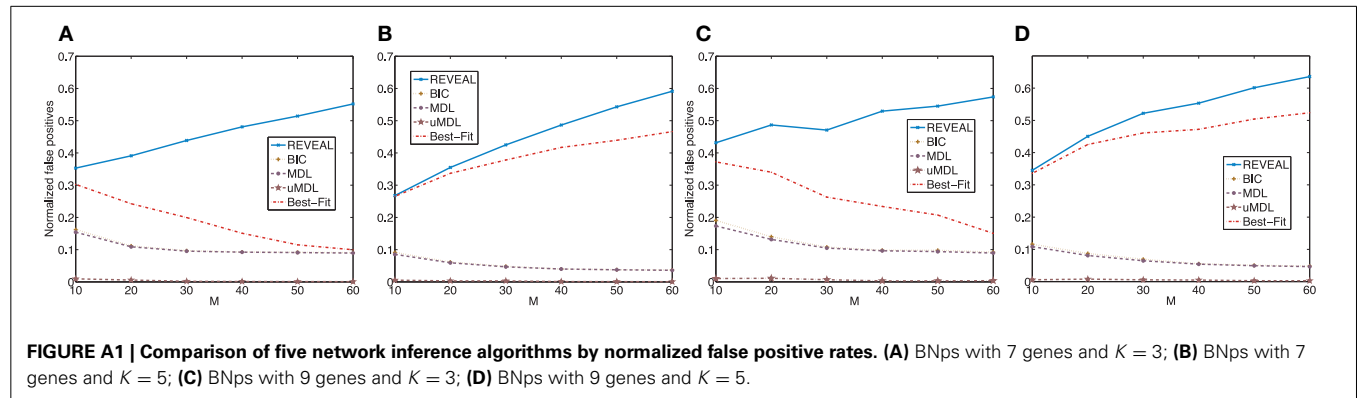 A
B
C
D
Normalized false positives
0.7
0.6
0.5
0.4
0.3
0.2
0.1
0
10 20 30 40 50 60
M
REVEAL
BIC
MDL
uMDL
Best-Fit
0.7
0.6
0.5
0.4
0.3
0.2
0.1
0
10 20 30 40 50 60
M
REVEAL
BIC
MDL
uMDL
Best-Fit
Normalized false positives
0.7
0.6
0.5
0.4
0.3
0.2
0.1
0
10 20 30 40 50 60
M
REVEAL
BIC
MDL
uMDL
Best-Fit
0.7
0.6
0.5
0.4
0.3
0.2
0.1
0
10 20 30 40 50 60
M
REVEAL
BIC
MDL
uMDL
Best-Fit
FIGURE A1 | Comparison of five network inference algorithms by normalized false positive rates. (A) BNps with 7 genes and K = 3; (B) BNps with 7
genes and K = 5; (C) BNps with 9 genes and K = 3; (D) BNps with 9 genes and K = 5.